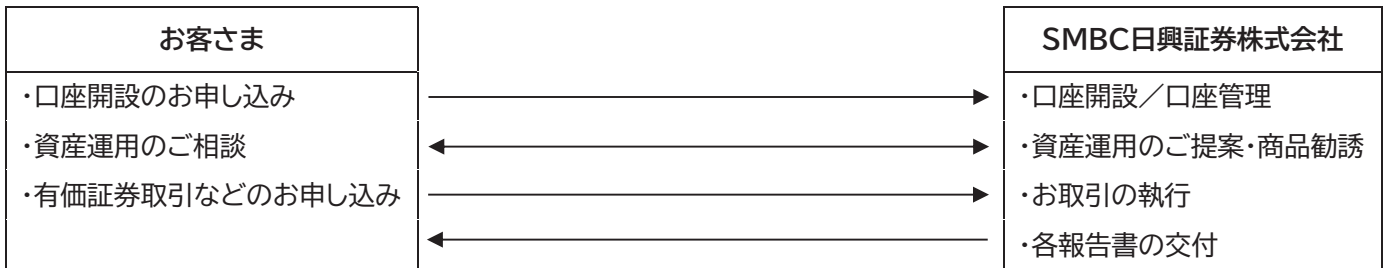 お客さま
SMBC日興証券株式会社
・口座開設のお申し込み
・口座開設／口座管理
・資産運用のご相談
・資産運用のご提案・商品勧誘
・有価証券取引などのお申し込み
・お取引の執行
・各報告書の交付